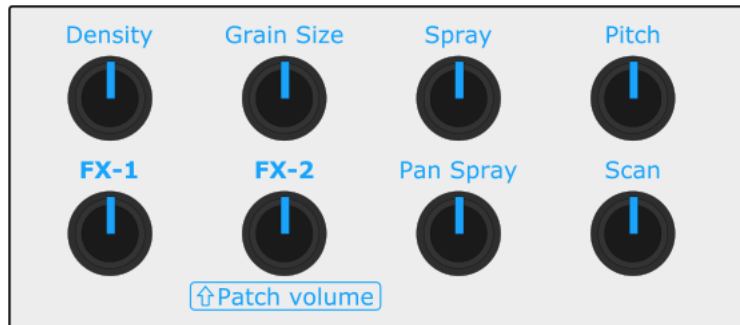 Density Grain Size Spray Pitch
FX-1 FX-2 Pan Spray Scan
⇧Patch volume